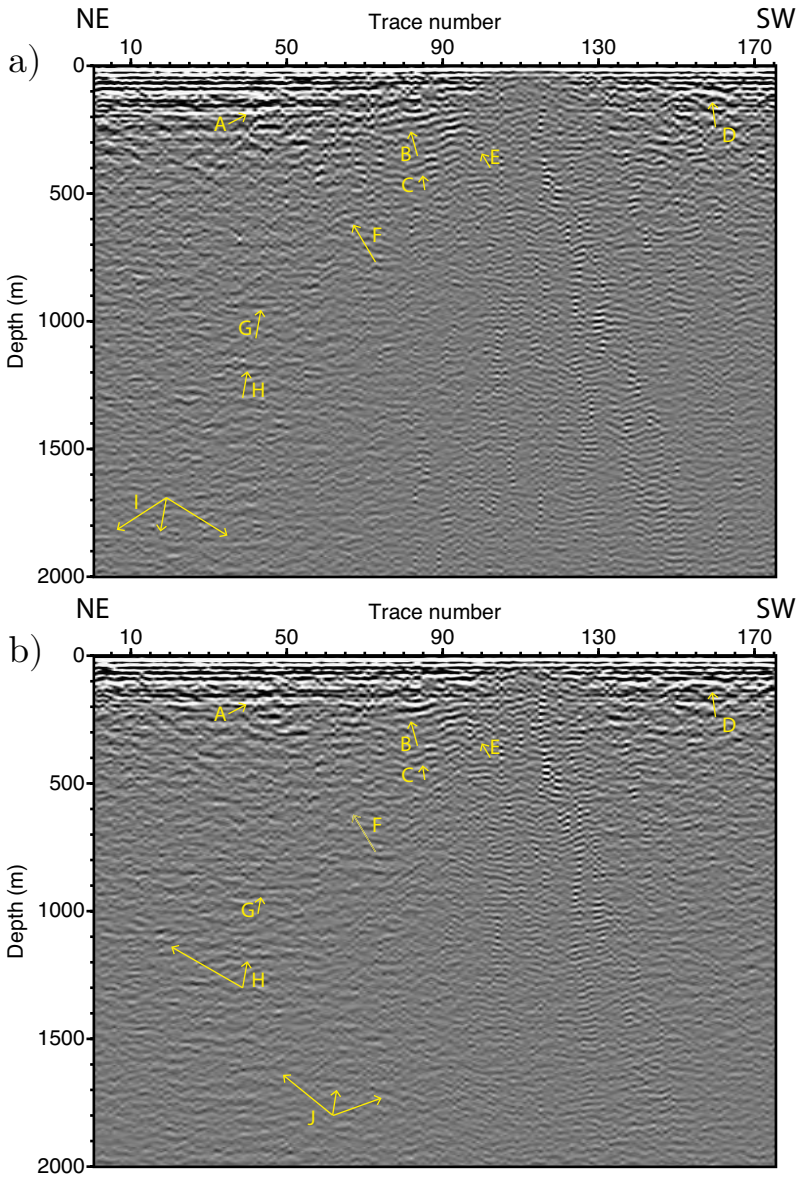 NE Trace number SW
10 50 90 130 170
a)
0
A
D
B
E
C
500
F
Depth (m)
1000
G
H
1500
I
2000
NE Trace number SW
10 50 90 130 170
b)
0
A
D
B
E
C
500
F
Depth (m)
1000
G
H
1500
J
2000